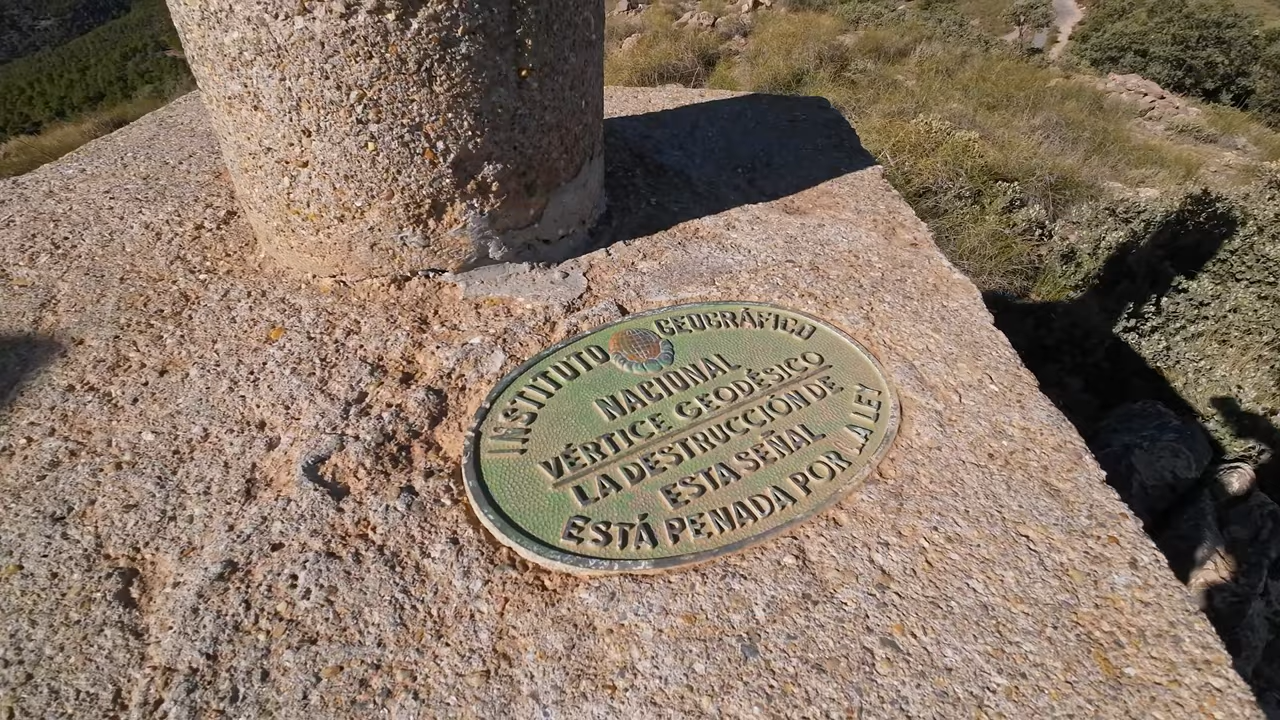 INSTITUTO GEOGRÁFICO
NACIONAL
VÉRTICE GEODÉSICO
LA DESTRUCCIÓN DE
ESTA SEÑAL
ESTÁ PENADA POR LA LEY